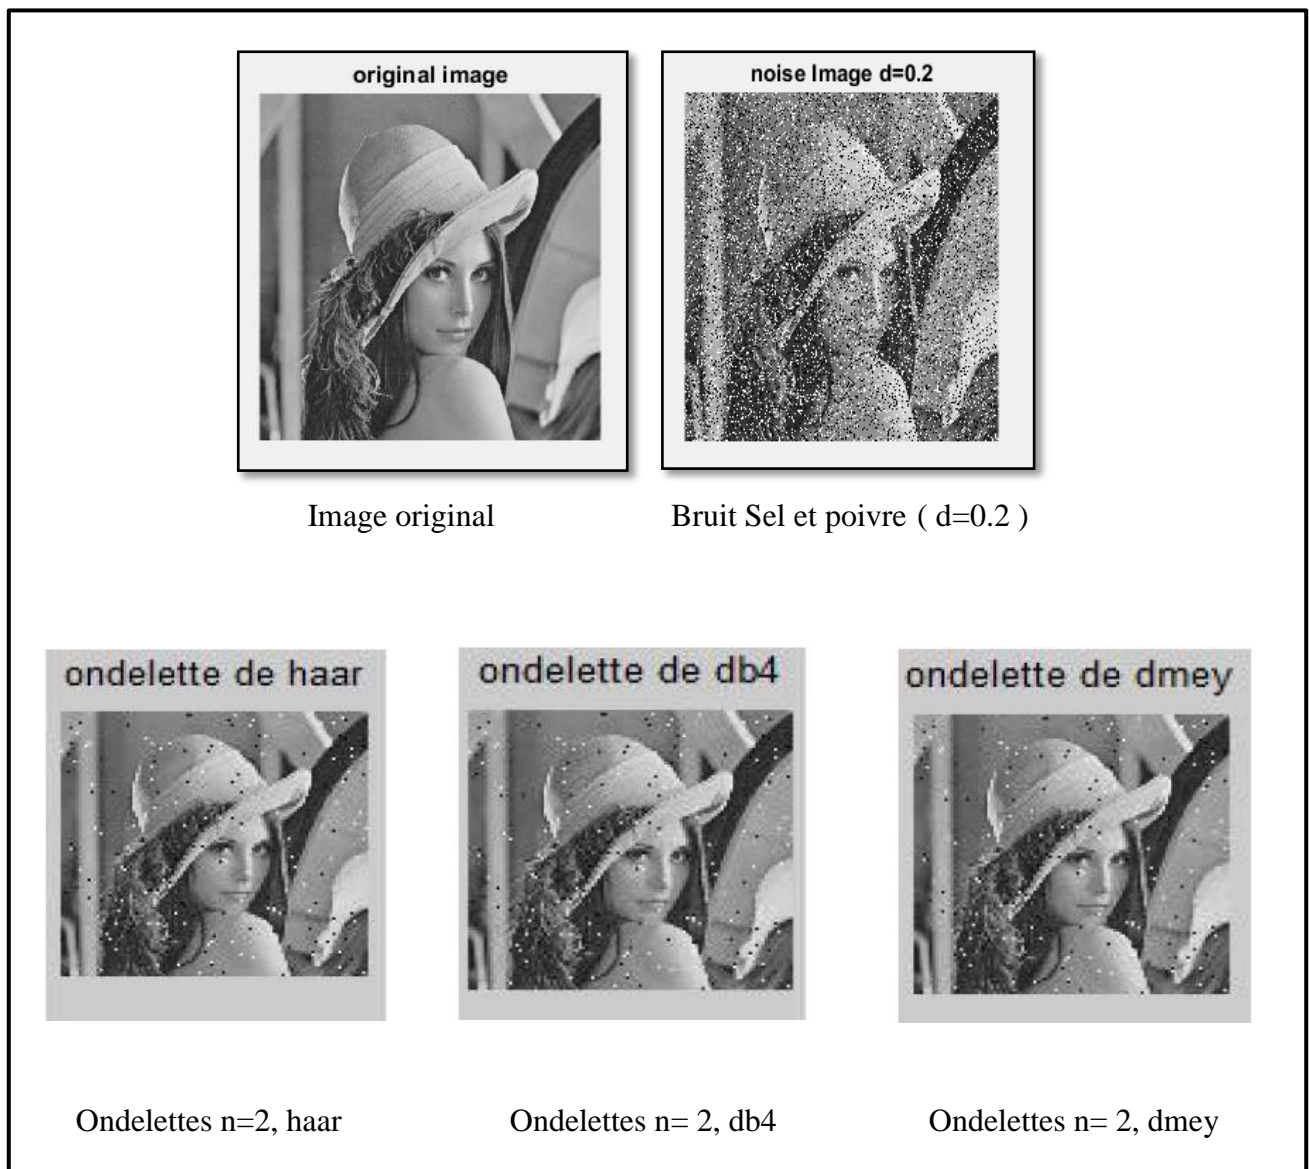 original image
noise Image d=0.2
Image original
Bruit Sel et poivre ( d=0.2 )
ondelette de haar
ondelette de db4
ondelette de dmey
Ondelettes n=2, haar
Ondelettes n= 2, db4
Ondelettes n= 2, dmey